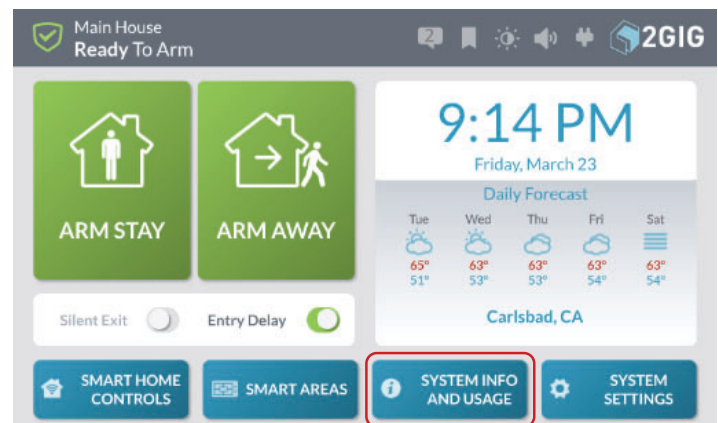 Main House
Ready To Arm
2
2GIG
ARM STAY
ARM AWAY
9:14 PM
Friday, March 23
Daily Forecast
Tue Wed Thu Fri Sat
65° 63° 63° 63° 63°
51° 53° 53° 54° 54°
Carlsbad, CA
Silent Exit
Entry Delay
SMART HOME
CONTROLS
SMART AREAS
SYSTEM INFO
AND USAGE
SYSTEM
SETTINGS